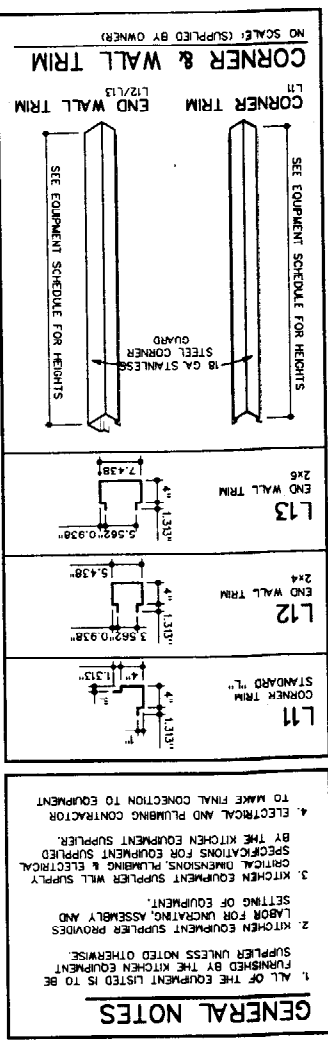 GENERAL NOTES
1. ALL OF THE EQUIPMENT LISTED IS TO BE
FURNISHED BY THE KITCHEN EQUIPMENT
SUPPLIER UNLESS NOTED OTHERWISE.
2. KITCHEN EQUIPMENT SUPPLIER PROVIDES
LABOR FOR UNCRATING, ASSEMBLY AND
SETTING OF EQUIPMENT.
3. KITCHEN EQUIPMENT SUPPLIER WILL SUPPLY
CRITICAL DIMENSIONS, PLUMBING & ELECTRICAL
SPECIFICATIONS FOR EQUIPMENT SUPPLIED
BY THE KITCHEN EQUIPMENT SUPPLIER.
4. ELECTRICAL AND PLUMBING CONTRACTOR
TO MAKE FINAL CONECTION TO EQUIPMENT
L11
CORNER TRIM
STANDARD "L"
1"
1.313"
4"
4"
1.313"
L12
END WALL TRIM
2x4
3.562"
0.938"
1.313"
4"
5.438"
L13
END WALL TRIM
2x6
5.562"
0.938"
1.313"
4"
7.438"
18 GA. STAINLESS
STEEL CORNER
GUARD
SEE EQUIPMENT SCHEDULE FOR HEIGHTS
SEE EQUIPMENT SCHEDULE FOR HEIGHTS
L11
CORNER TRIM
L12/L13
END WALL TRIM
CORNER & WALL TRIM
NO SCALE: (SUPPLIED BY OWNER)